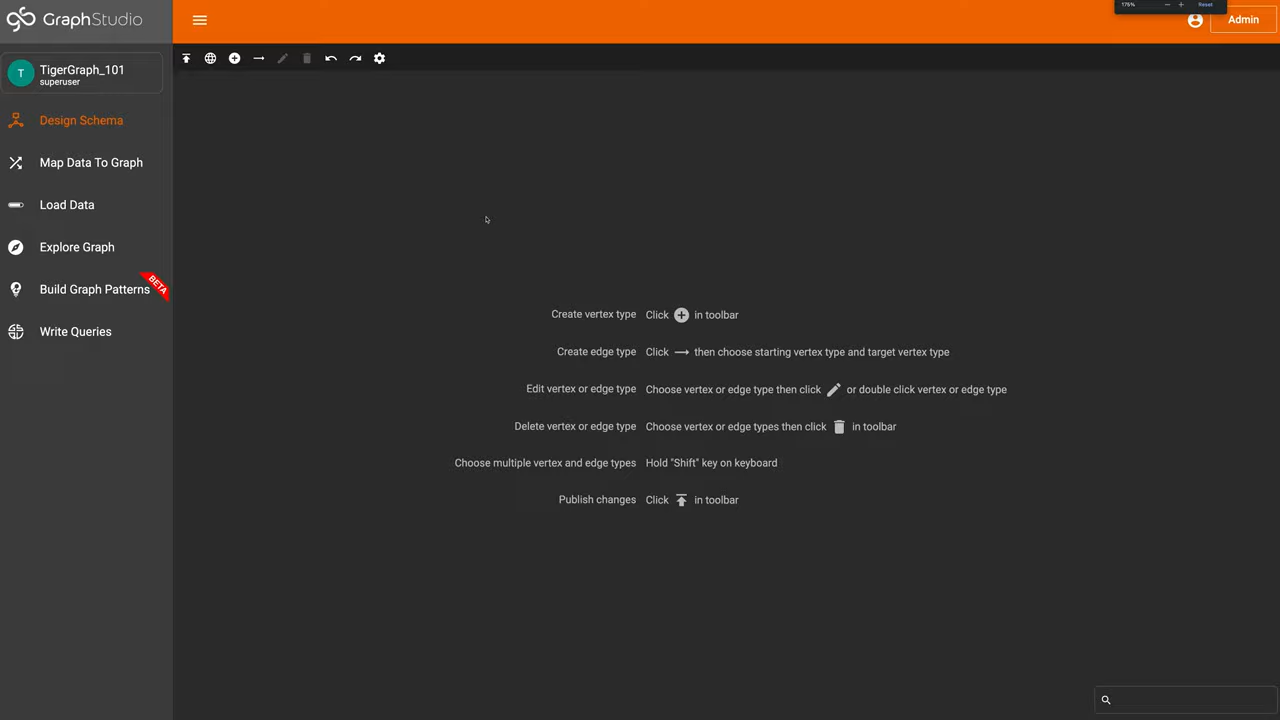 GraphStudio
175%
Reset
Admin
T
TigerGraph_101
superuser
Design Schema
Map Data To Graph
Load Data
Explore Graph
Build Graph Patterns
BETA
Write Queries
Create vertex type Click in toolbar
Create edge type Click then choose starting vertex type and target vertex type
Edit vertex or edge type Choose vertex or edge type then click or double click vertex or edge type
Delete vertex or edge type Choose vertex or edge types then click in toolbar
Choose multiple vertex and edge types Hold "Shift" key on keyboard
Publish changes Click in toolbar